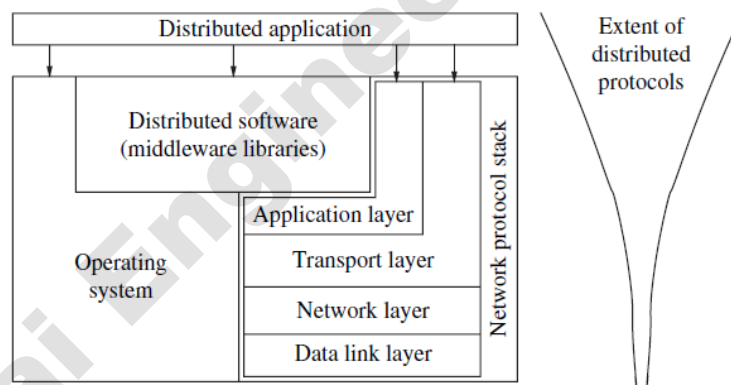 Distributed application
Extent of
distributed
protocols
Distributed software
(middleware libraries)
Network protocol stack
Application layer
Operating
system
Transport layer
Network layer
Data link layer